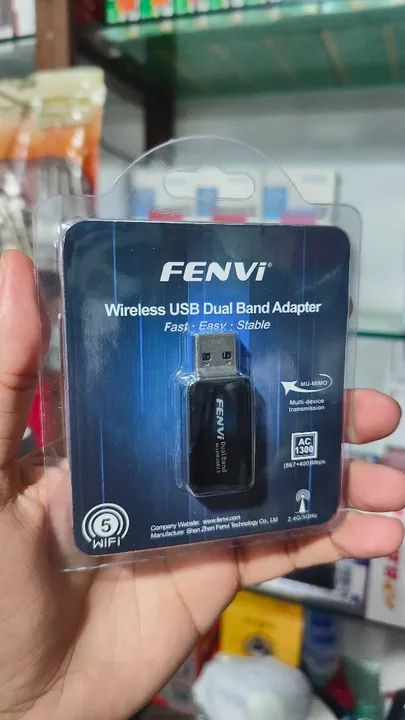 FENVi®
Wireless USB Dual Band Adapter
Fast · Easy · Stable
FENVi
Dual Band
MU-MIMO
Multi-device
transmission
AC
1300
(867+400)Mbps
5
WIFI
2.4G/5GHz
Company Website: www.fenvi.com
Manufacture: Shen Zhen Fenvi Technology Co., Ltd